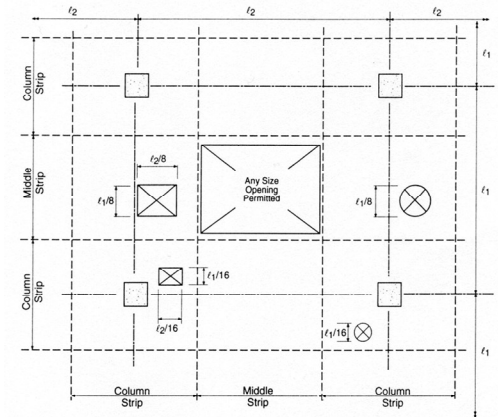 ℓ2
ℓ2
ℓ2
ℓ1
Column
Strip
ℓ2/8
Any Size
Opening
Permitted
Middle
Strip
ℓ1/8
ℓ1/8
ℓ1
Column
Strip
ℓ1/16
ℓ2/16
ℓ1/16
ℓ1
Column
Strip
Middle
Strip
Column
Strip